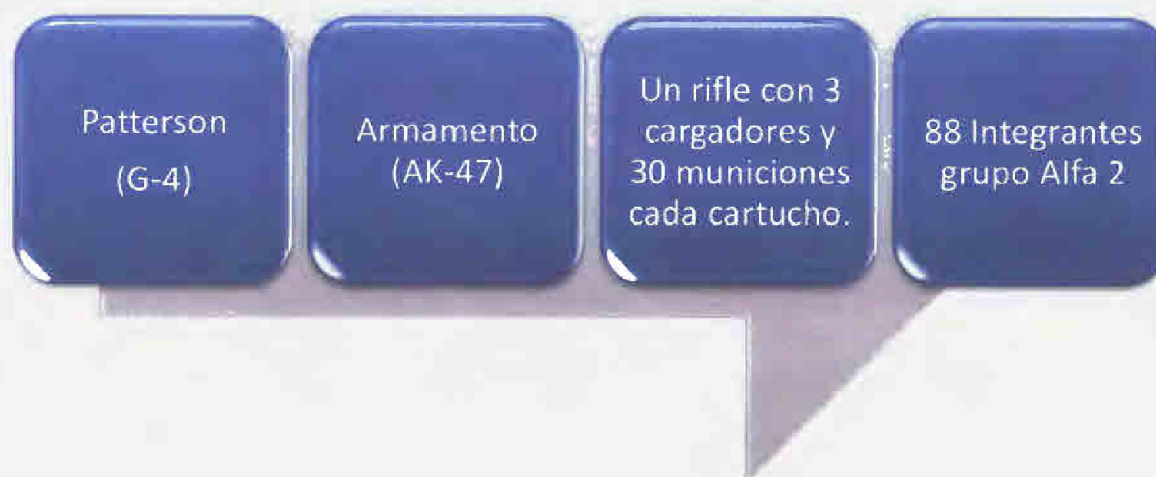 Patterson
(G-4)
Armamento
(AK-47)
Un rifle con 3
cargadores y
30 municiones
cada cartucho.
88 Integrantes
grupo Alfa 2